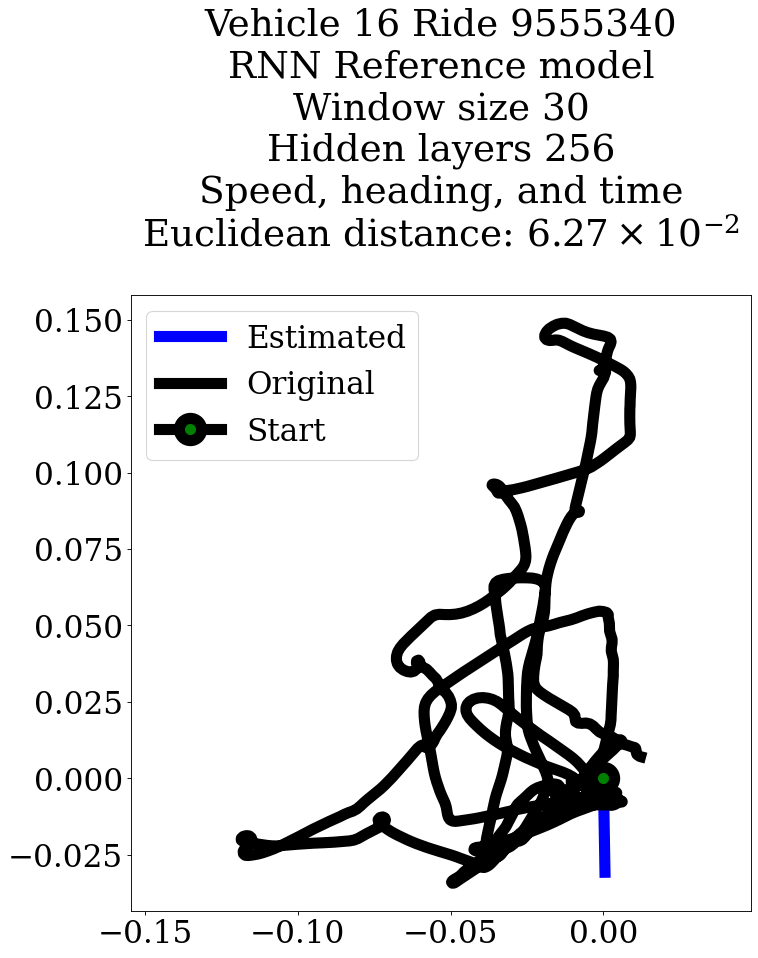 Vehicle 16 Ride 9555340
RNN Reference model
Window size 30
Hidden layers 256
Speed, heading, and time
Euclidean distance: 6.27 × 10⁻²
Estimated
Original
Start
0.150
0.125
0.100
0.075
0.050
0.025
0.000
−0.025
−0.15 −0.10 −0.05 0.00